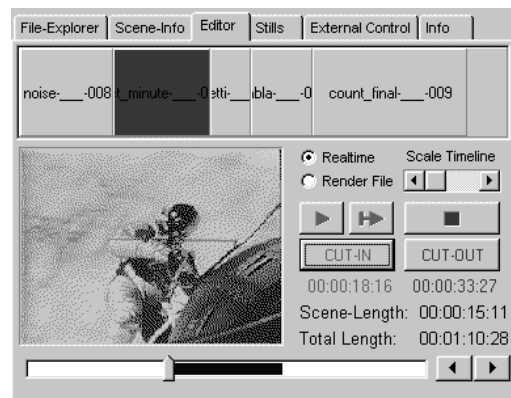 File-Explorer Scene-Info Editor Stills External Control Info
noise-___-008 t_minute-___-0 etti-__ bla-___-0 count_final-___-009
Realtime Scale Timeline
Render File
CUT-IN CUT-OUT
00:00:18:16 00:00:33:27
Scene-Length: 00:00:15:11
Total Length: 00:01:10:28